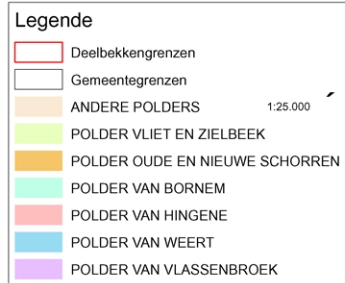 Legende
Deelbekkengrenzen
Gemeentegrenzen
ANDERE POLDERS 1:25.000
POLDER VLIET EN ZIELBEEK
POLDER OUDE EN NIEUWE SCHORREN
POLDER VAN BORNEM
POLDER VAN HINGENE
POLDER VAN WEERT
POLDER VAN VLASSENBROEK